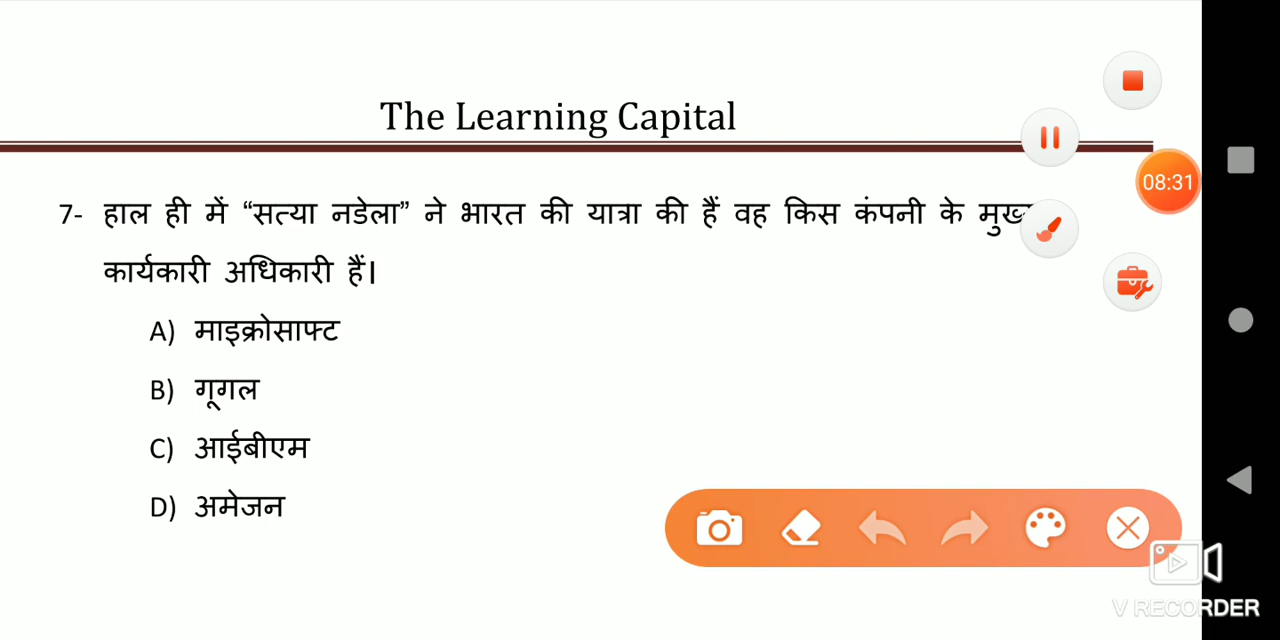 The Learning Capital
08:31
7- हाल ही में “सत्या नडेला” ने भारत की यात्रा की हैं वह किस कंपनी के
कार्यकारी अधिकारी हैं।
A) माइक्रोसाफ्ट
B) गूगल
C) आईबीएम
D) अमेजन
V RECORDER